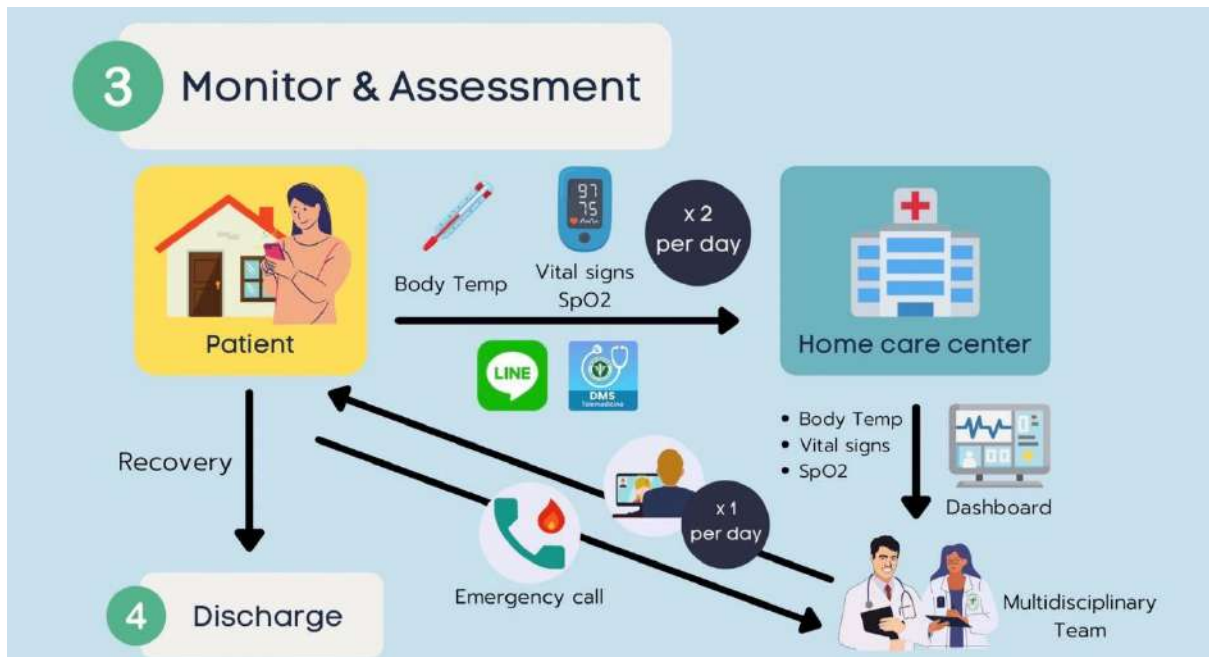 3
Monitor & Assessment
97
75
x 2
per day
Body Temp
Vital signs
SpO2
Patient
Home care center
LINE
DMS
Telemedicine
• Body Temp
• Vital signs
• SpO2
Dashboard
Recovery
x 1
per day
Emergency call
Multidisciplinary
Team
4
Discharge